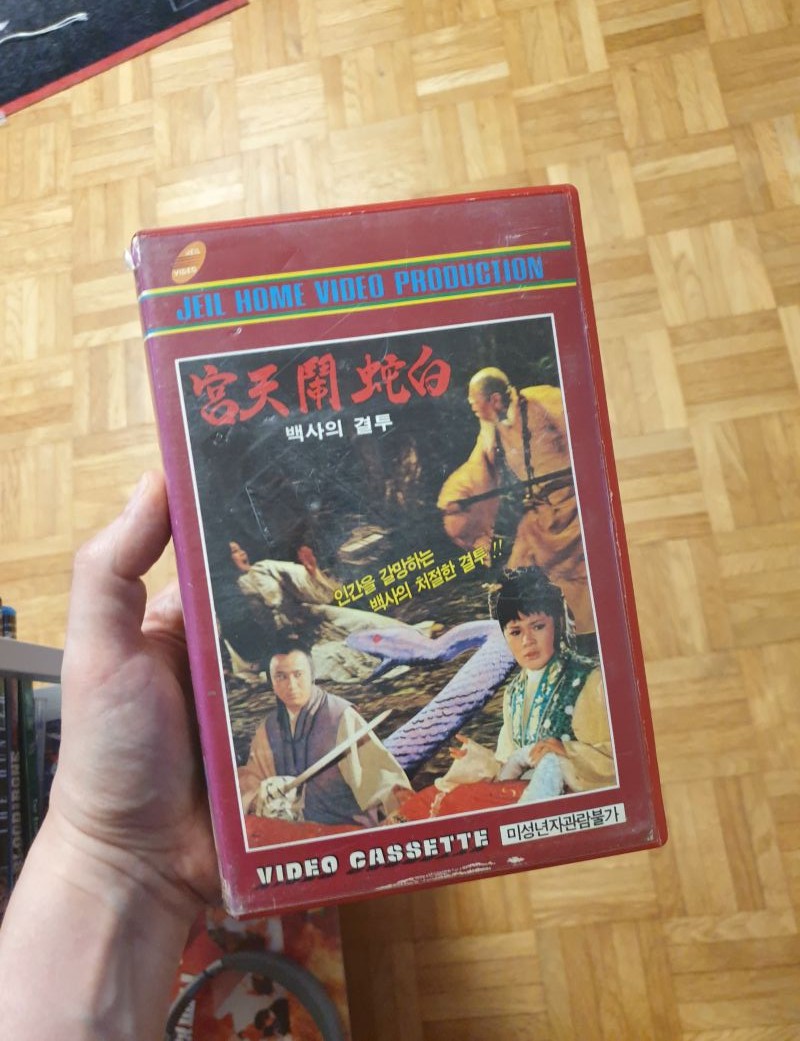 JEIL
VIDEO
JEIL HOME VIDEO PRODUCTION
宮天鬧蛇白
백사의 결투
인간을 갈망하는
백사의 처절한 결투!!
VIDEO CASSETTE
미성년자관람불가